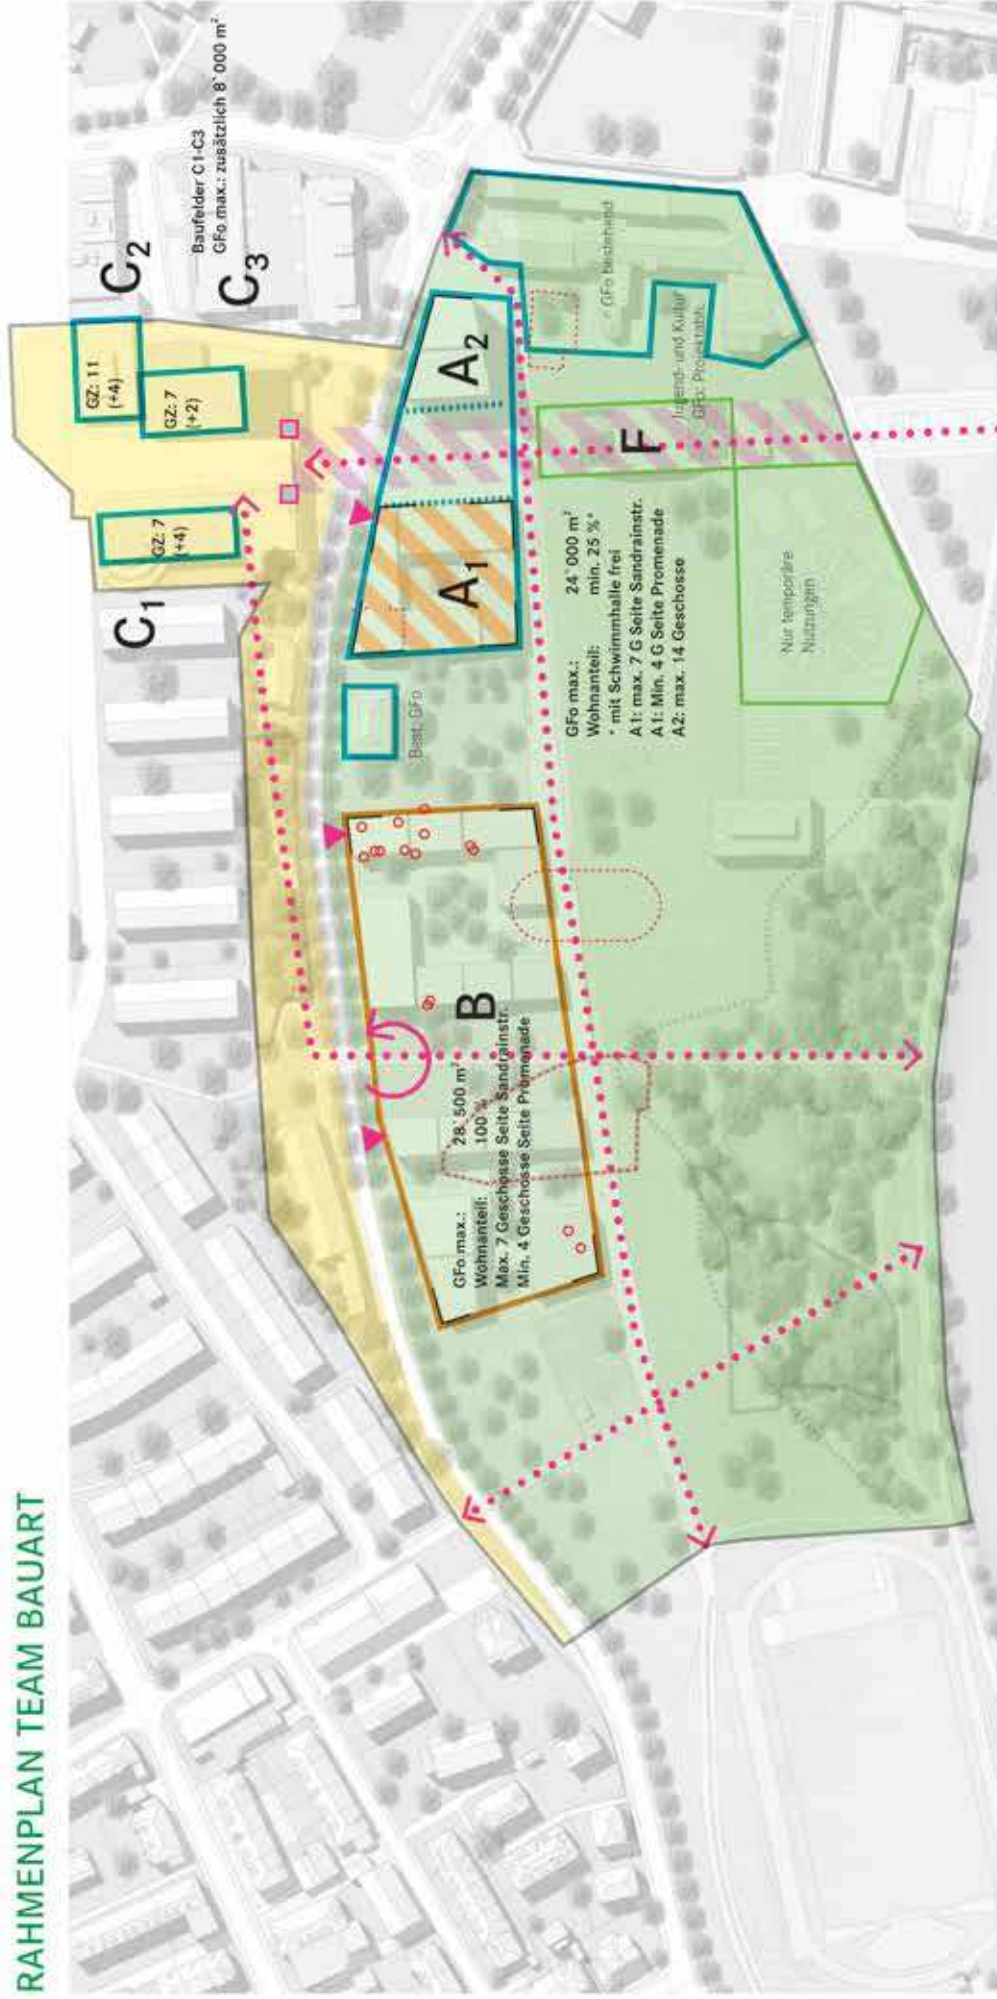 RAHMENPLAN TEAM BAUART
C1
C2
C3
GZ: 7
(+4)
GZ: 11
(+4)
GZ: 7
(+2)
Baufelder C1-C3
GFo max.: zusätzlich 8`000 m²
B
GFo max.: 28`500 m²
Wohnanteil: 100 %
Max. 7 Geschosse Seite Sandrainstr.
Min. 4 Geschosse Seite Promenade
Best. GFo
A1
A2
GFo max.: 24`000 m²
Wohnanteil: min. 25 %*
* mit Schwimmhalle frei
A1: max. 7 G Seite Sandrainstr.
A1: Min. 4 G Seite Promenade
A2: max. 14 Geschosse
F
GFo bestehend
Jugend- und Kultur
GFo: Projektabh.
Nur temporäre
Nutzungen